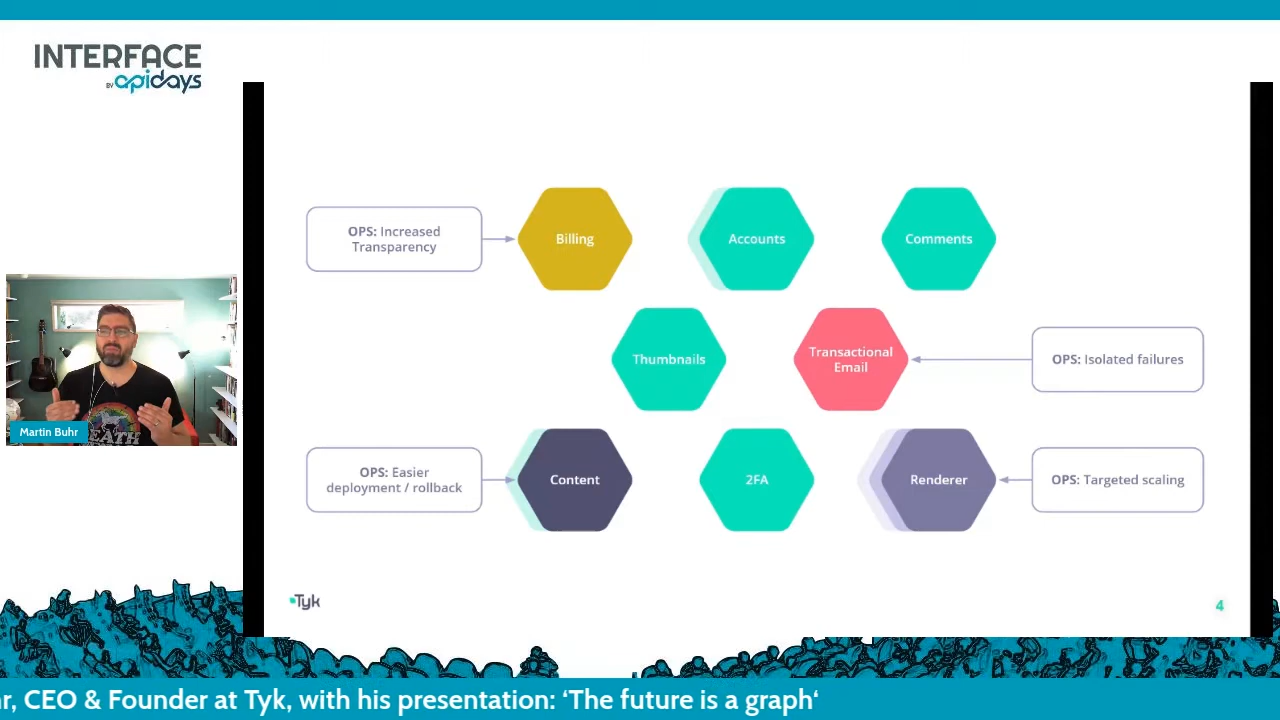 INTERFACE
BY apidays
OPS: Increased
Transparency
Billing
Accounts
Comments
Thumbnails
Transactional
Email
OPS: Isolated failures
OPS: Easier
deployment / rollback
Content
2FA
Renderer
OPS: Targeted scaling
Martin Buhr
DEATH
Tyk
4
r, CEO & Founder at Tyk, with his presentation: ‘The future is a graph‘